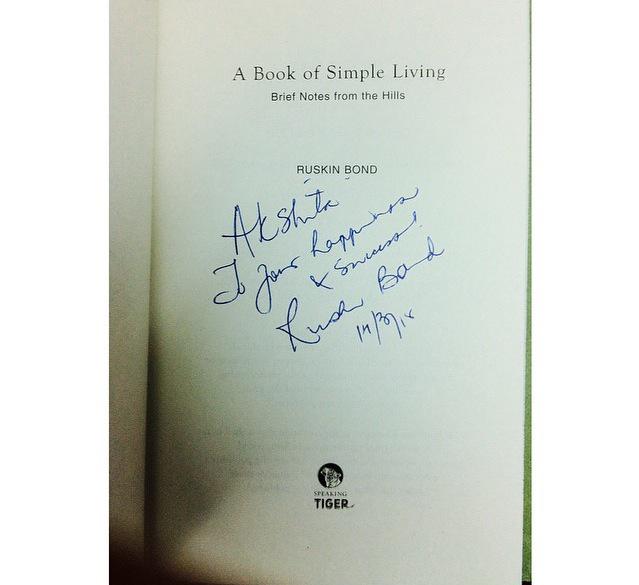 A Book of Simple Living
Brief Notes from the Hills
RUSKIN BOND
Akshita
To your happiness
& success!
Ruskin Bond
SPEAKING
TIGER